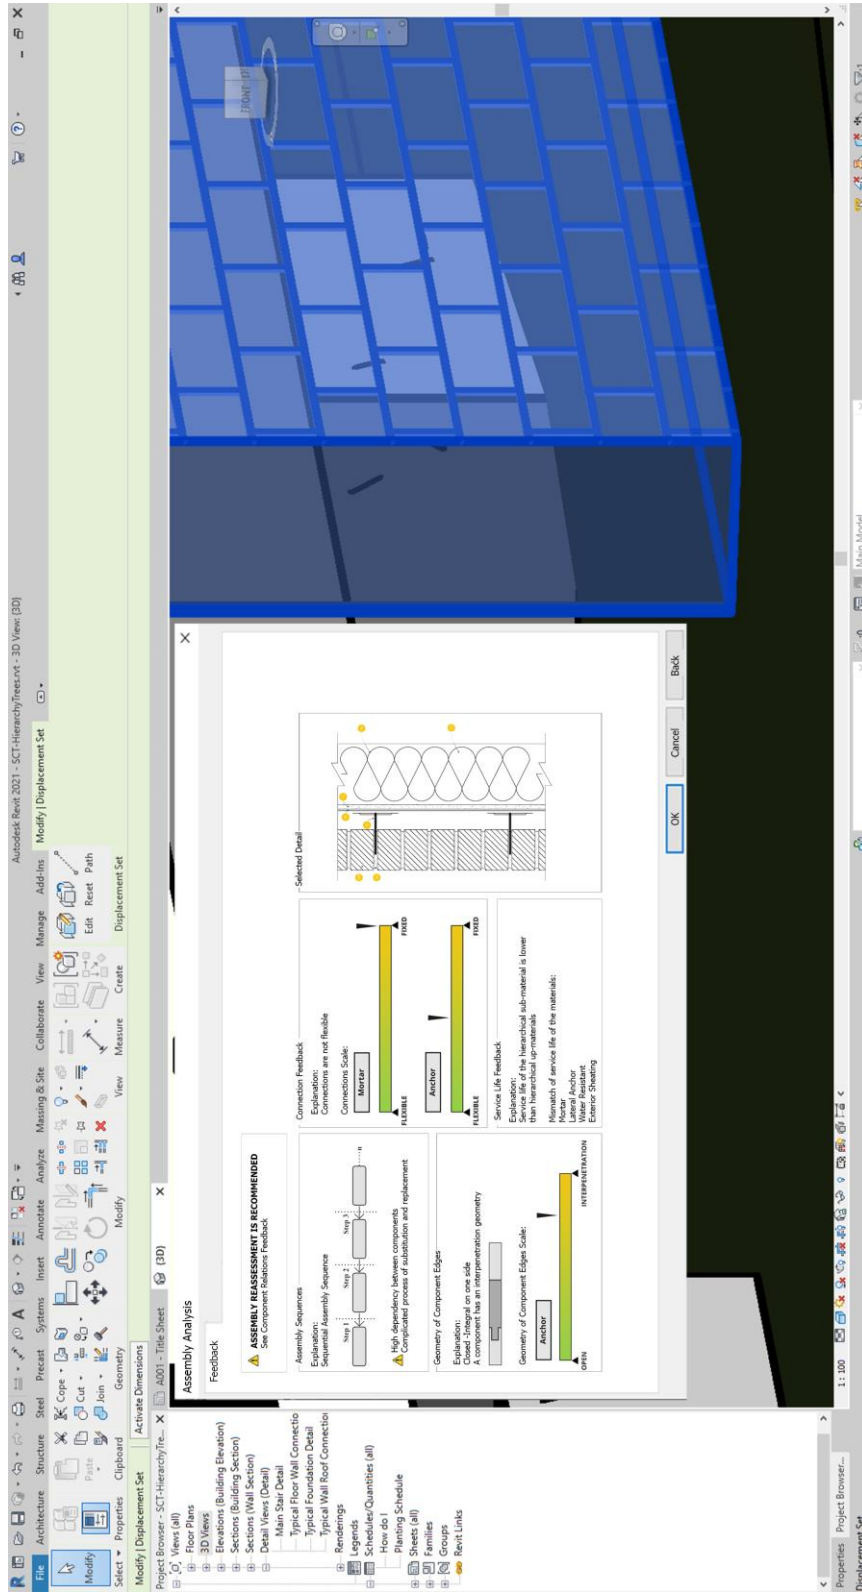 Autodesk Revit 2021 - SCT-HierarchyTrees.rvt - 3D View: {3D}
File
Architecture
Structure
Steel
Precast
Systems
Insert
Annotate
Analyze
Massing & Site
Collaborate
View
Manage
Add-Ins
Modify | Displacement Set
Modify
Paste
Cope
Cut
Join
Edit
Reset
Path
Select
Properties
Clipboard
Geometry
Modify
View
Measure
Create
Displacement Set
Modify | Displacement Set
Activate Dimensions
Project Browser - SCT-HierarchyTre...
A001 - Title Sheet
{3D}
Views (all)
Floor Plans
3D Views
Elevations (Building Elevation)
Sections (Building Section)
Sections (Wall Section)
Detail Views (Detail)
Main Stair Detail
Typical Floor Wall Connectio
Typical Foundation Detail
Typical Wall Roof Connectio
Renderings
Legends
Schedules/Quantities (all)
How do I
Planting Schedule
Sheets (all)
Families
Groups
Revit Links
Assembly Analysis
Feedback
ASSEMBLY REASSESSMENT IS RECOMMENDED
See Component Relations Feedback
Assembly Sequences
Explanation:
Sequential Assembly Sequence
Step 1
Step 2
Step 3
n
High dependency between components
Complicated process of substitution and replacement
Geometry of Component Edges
Explanation:
Closed -Integral on one side
A component has an interpenetration geometry
Geometry of Component Edges Scale:
Anchor
OPEN
INTERPENETRATION
Connection Feedback
Explanation:
Connections are not flexible
Connections Scale:
Mortar
FLEXIBLE
FIXED
Anchor
FLEXIBLE
FIXED
Service Life Feedback
Explanation:
Service life of the hierarchical sub-material is lower
than hierarchical up-materials
Mismatch of service life of the materials:
Mortar
Lateral Anchor
Water Resistant
Exterior Sheating
Selected Detail
OK
Cancel
Back
FRONT
1 : 100
Properties
Project Browser...
Main Model
Displacement Set